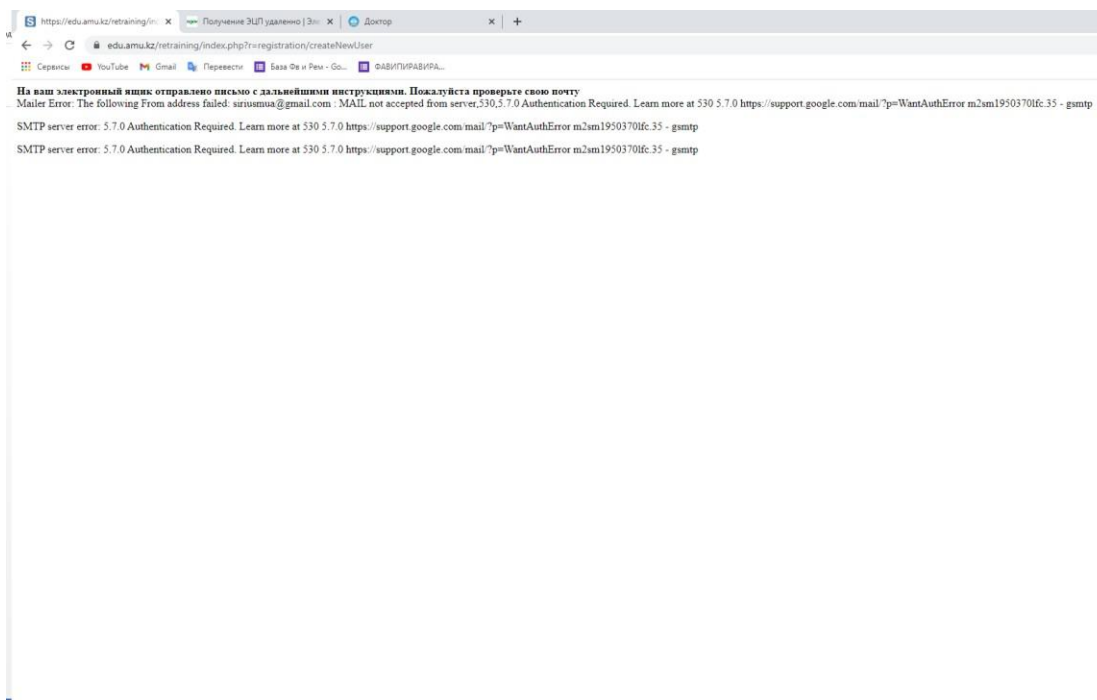 https://edu.amu.kz/retraining/in
Получение ЭЦП удаленно | Эле
Доктор
edu.amu.kz/retraining/index.php?r=registration/createNewUser
Сервисы YouTube Gmail Перевести База Фв и Рем - Go... ФАВИПИРАВИРА...
На ваш электронный ящик отправлено письмо с дальнейшими инструкциями. Пожалуйста проверьте свою почту
Mailer Error: The following From address failed: siriusmua@gmail.com : MAIL not accepted from server,530,5.7.0 Authentication Required. Learn more at 530 5.7.0 https://support.google.com/mail/?p=WantAuthError m2sm1950370lfc.35 - gsmtp
SMTP server error: 5.7.0 Authentication Required. Learn more at 530 5.7.0 https://support.google.com/mail/?p=WantAuthError m2sm1950370lfc.35 - gsmtp
SMTP server error: 5.7.0 Authentication Required. Learn more at 530 5.7.0 https://support.google.com/mail/?p=WantAuthError m2sm1950370lfc.35 - gsmtp